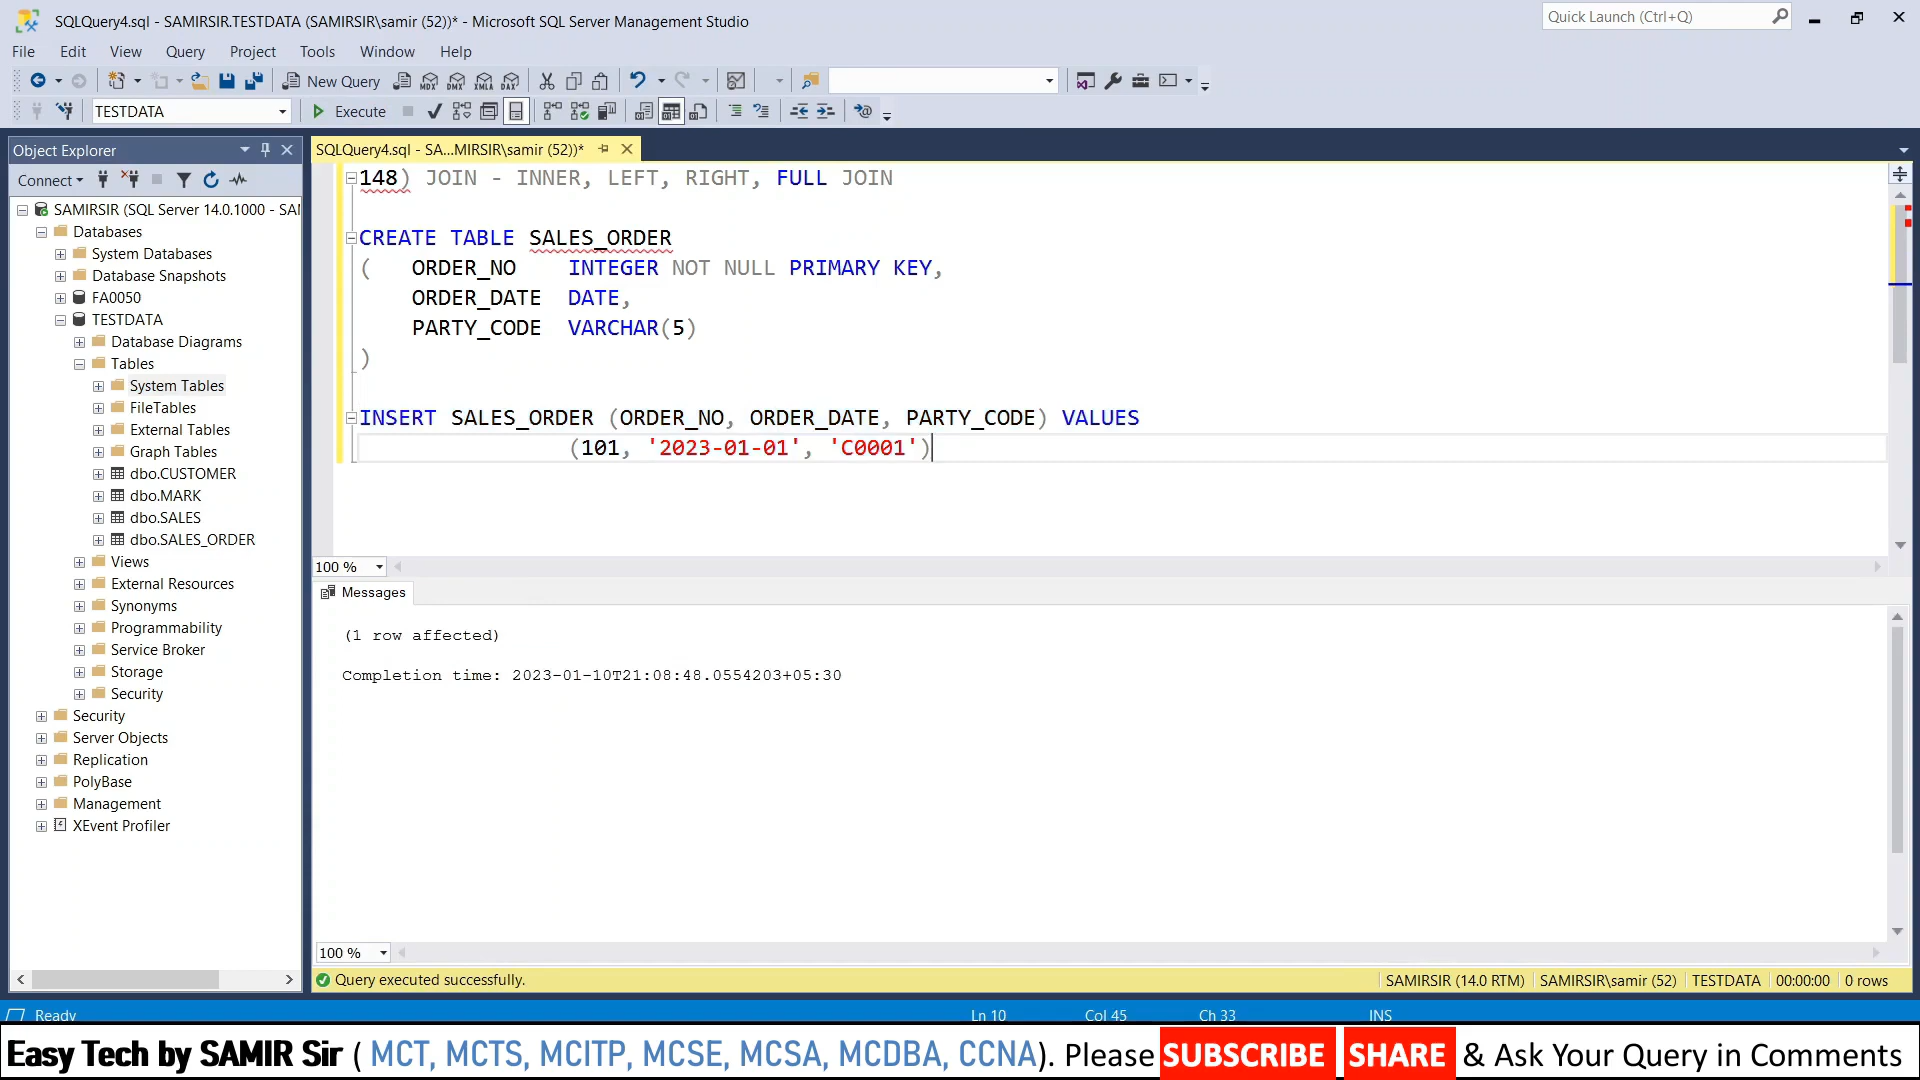 SQLQuery4.sql - SAMIRSIR.TESTDATA (SAMIRSIR\samir (52))* - Microsoft SQL Server Management Studio
Quick Launch (Ctrl+Q)
File Edit View Query Project Tools Window Help
New Query
MDX DMX XMLA DAX
TESTDATA
Execute
Object Explorer
SQLQuery4.sql - SA...MIRSIR\samir (52))*
Connect
SAMIRSIR (SQL Server 14.0.1000 - SAI
Databases
System Databases
Database Snapshots
FA0050
TESTDATA
Database Diagrams
Tables
System Tables
FileTables
External Tables
Graph Tables
dbo.CUSTOMER
dbo.MARK
dbo.SALES
dbo.SALES_ORDER
Views
External Resources
Synonyms
Programmability
Service Broker
Storage
Security
Security
Server Objects
Replication
PolyBase
Management
XEvent Profiler
148) JOIN - INNER, LEFT, RIGHT, FULL JOIN
CREATE TABLE SALES_ORDER
( ORDER_NO INTEGER NOT NULL PRIMARY KEY,
ORDER_DATE DATE,
PARTY_CODE VARCHAR(5)
)
INSERT SALES_ORDER (ORDER_NO, ORDER_DATE, PARTY_CODE) VALUES
(101, '2023-01-01', 'C0001')
100 %
Messages
(1 row affected)
Completion time: 2023-01-10T21:08:48.0554203+05:30
100 %
Query executed successfully.
SAMIRSIR (14.0 RTM) SAMIRSIR\samir (52) TESTDATA 00:00:00 0 rows
Ready Ln 10 Col 45 Ch 33 INS
Easy Tech by SAMIR Sir ( MCT, MCTS, MCITP, MCSE, MCSA, MCDBA, CCNA). Please SUBSCRIBE SHARE & Ask Your Query in Comments